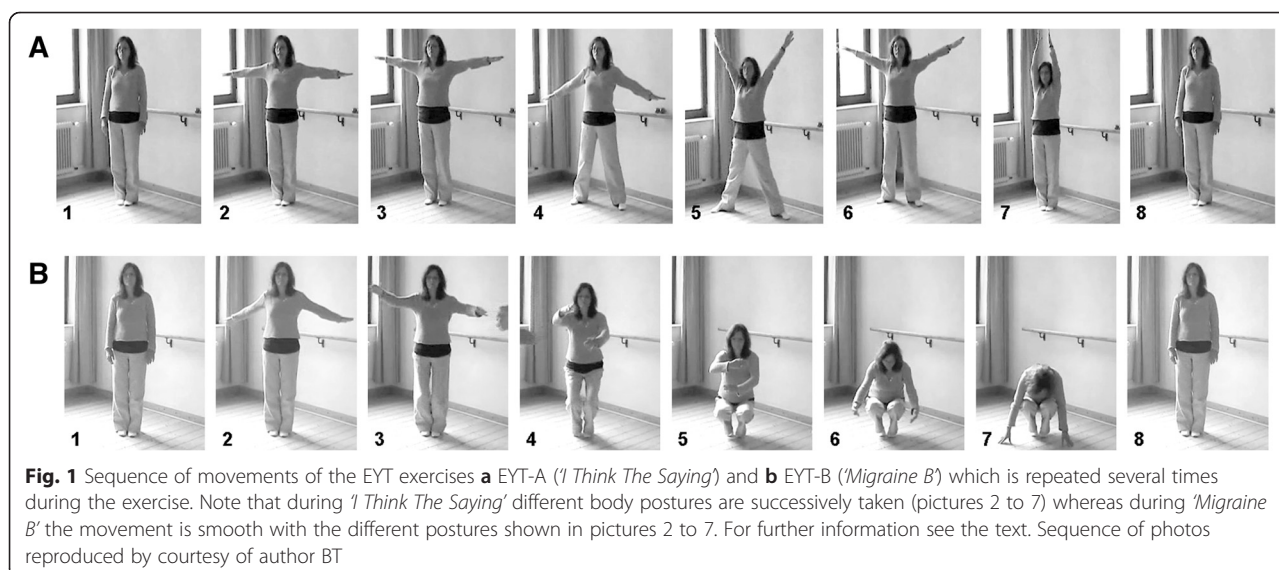 A
1 2 3 4 5 6 7 8
B
1 2 3 4 5 6 7 8
Fig. 1 Sequence of movements of the EYT exercises a EYT-A ('I Think The Saying') and b EYT-B ('Migraine B') which is repeated several times
during the exercise. Note that during 'I Think The Saying' different body postures are successively taken (pictures 2 to 7) whereas during 'Migraine
B' the movement is smooth with the different postures shown in pictures 2 to 7. For further information see the text. Sequence of photos
reproduced by courtesy of author BT